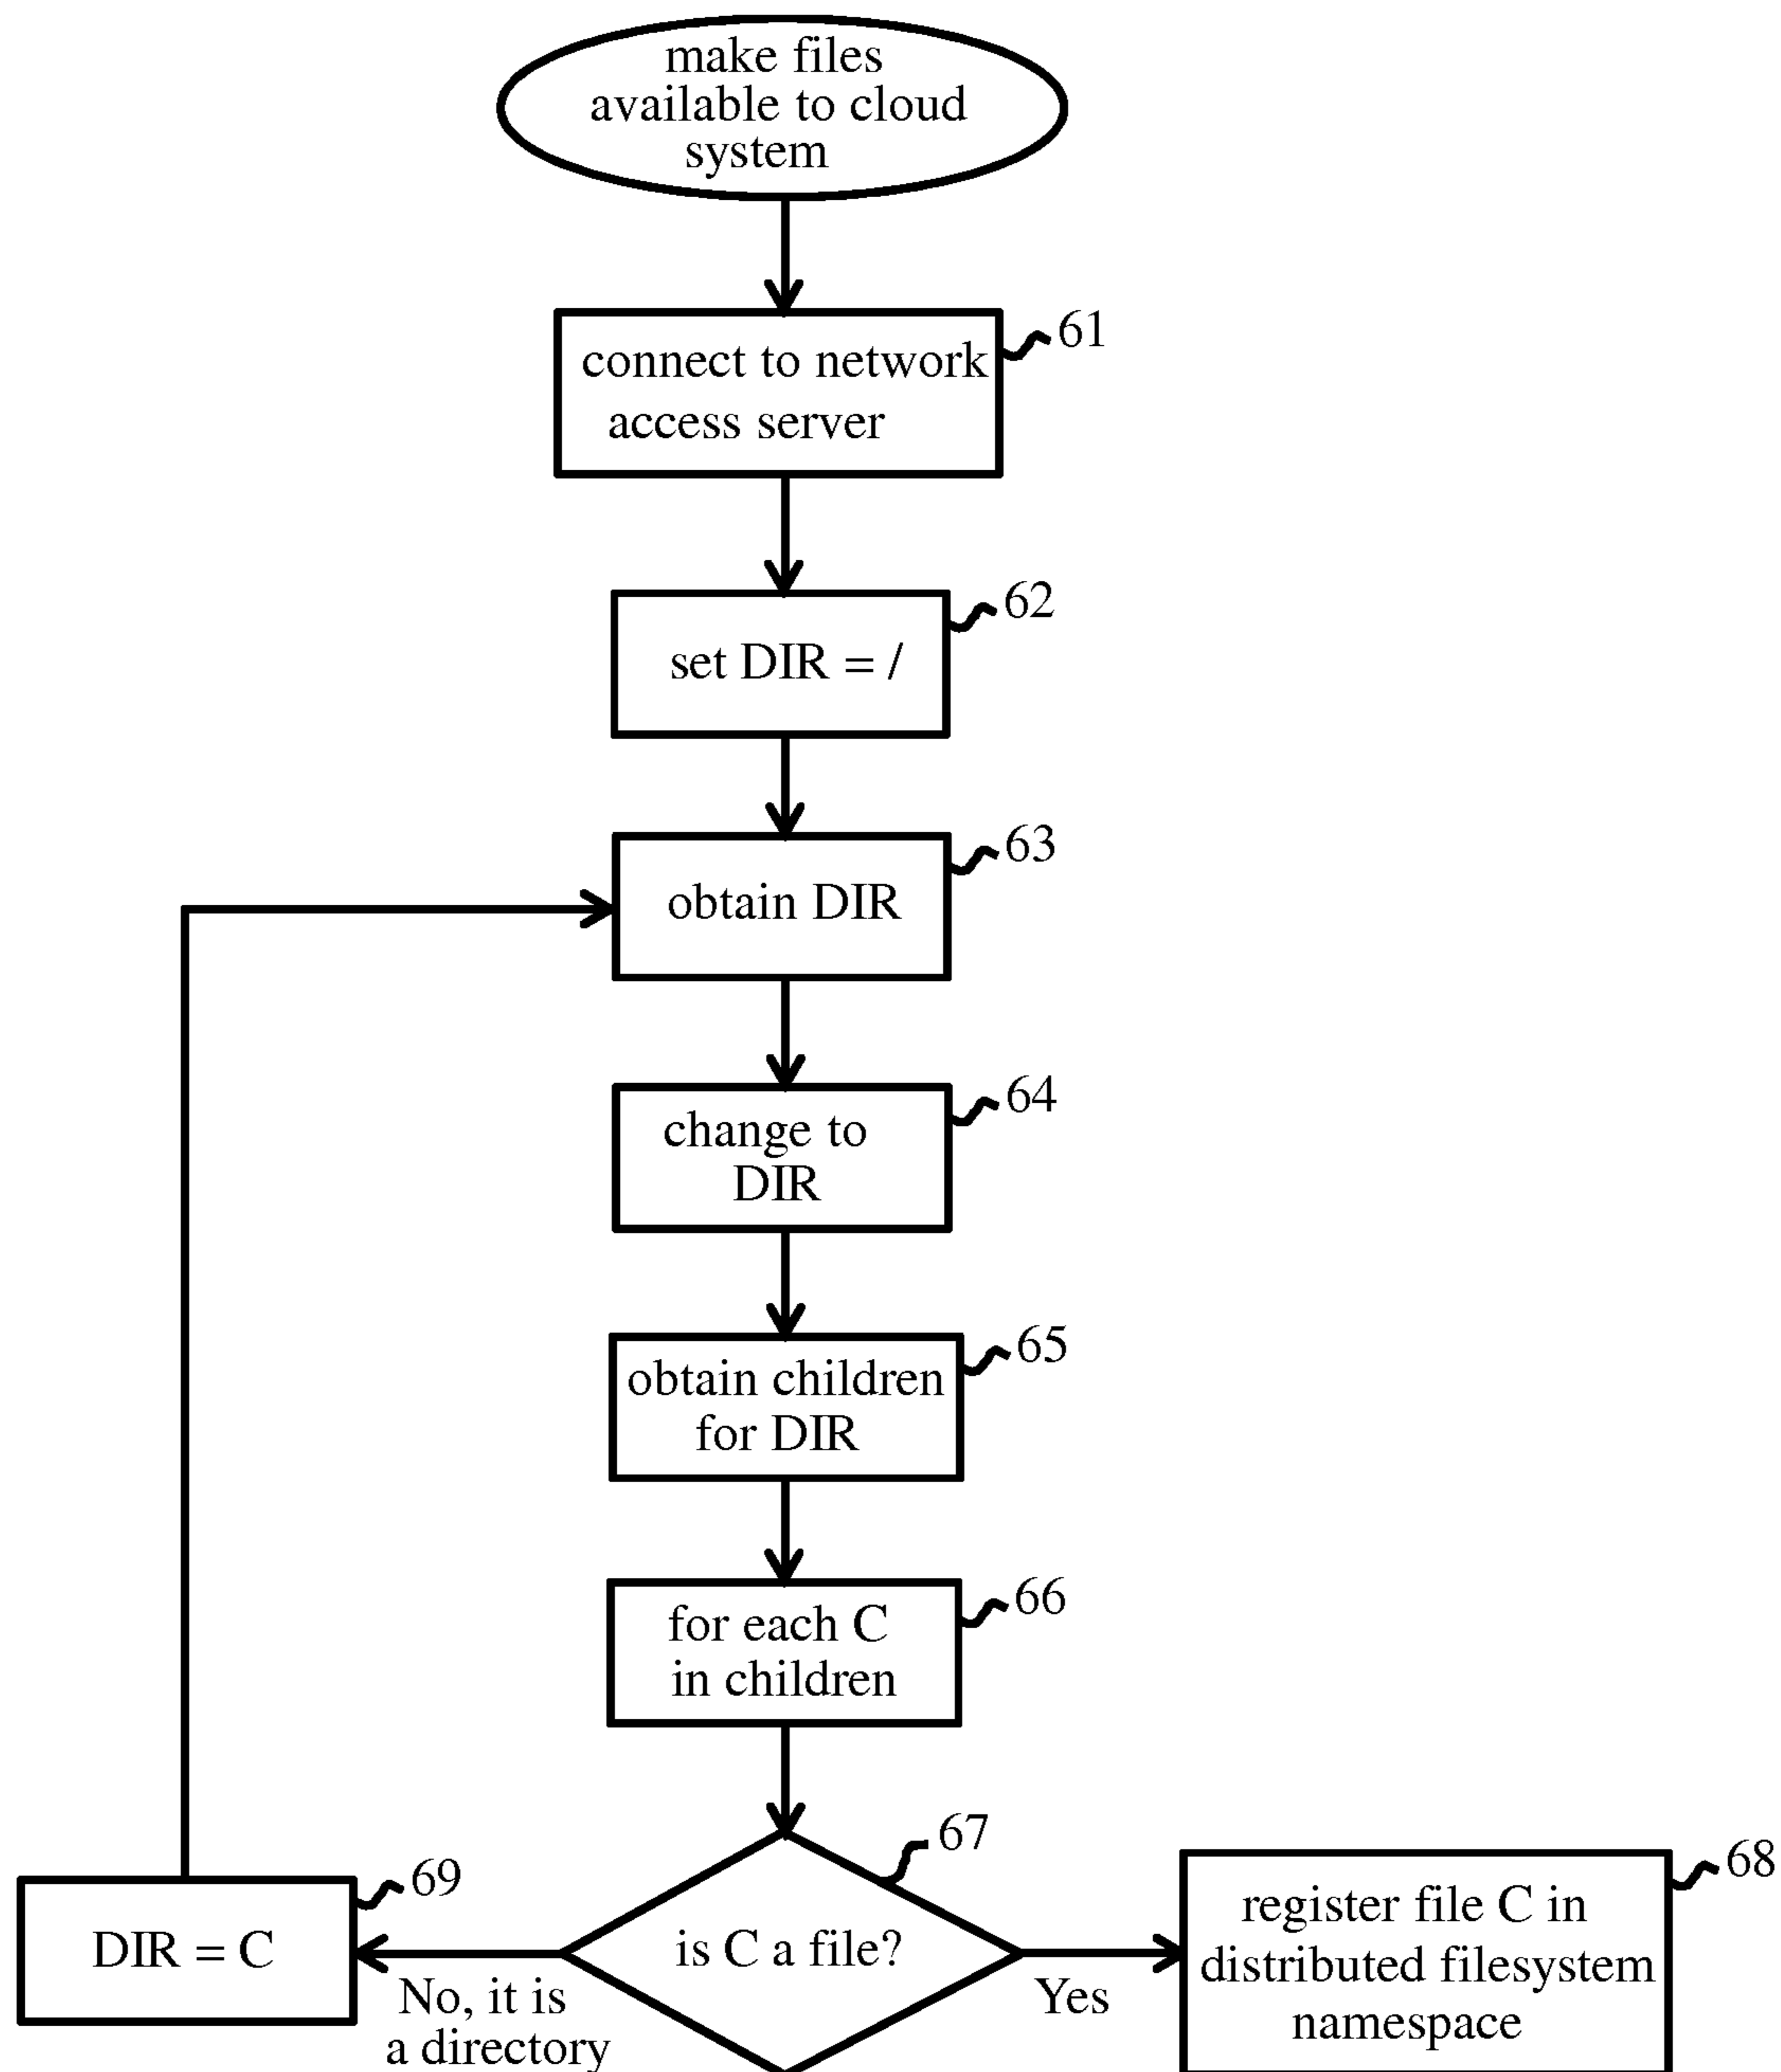 make files
available to cloud
system
61
connect to network
access server
62
set DIR = /
63
obtain DIR
64
change to
DIR
65
obtain children
for DIR
66
for each C
in children
67
is C a file?
69
DIR = C
No, it is
a directory
Yes
68
register file C in
distributed filesystem
namespace